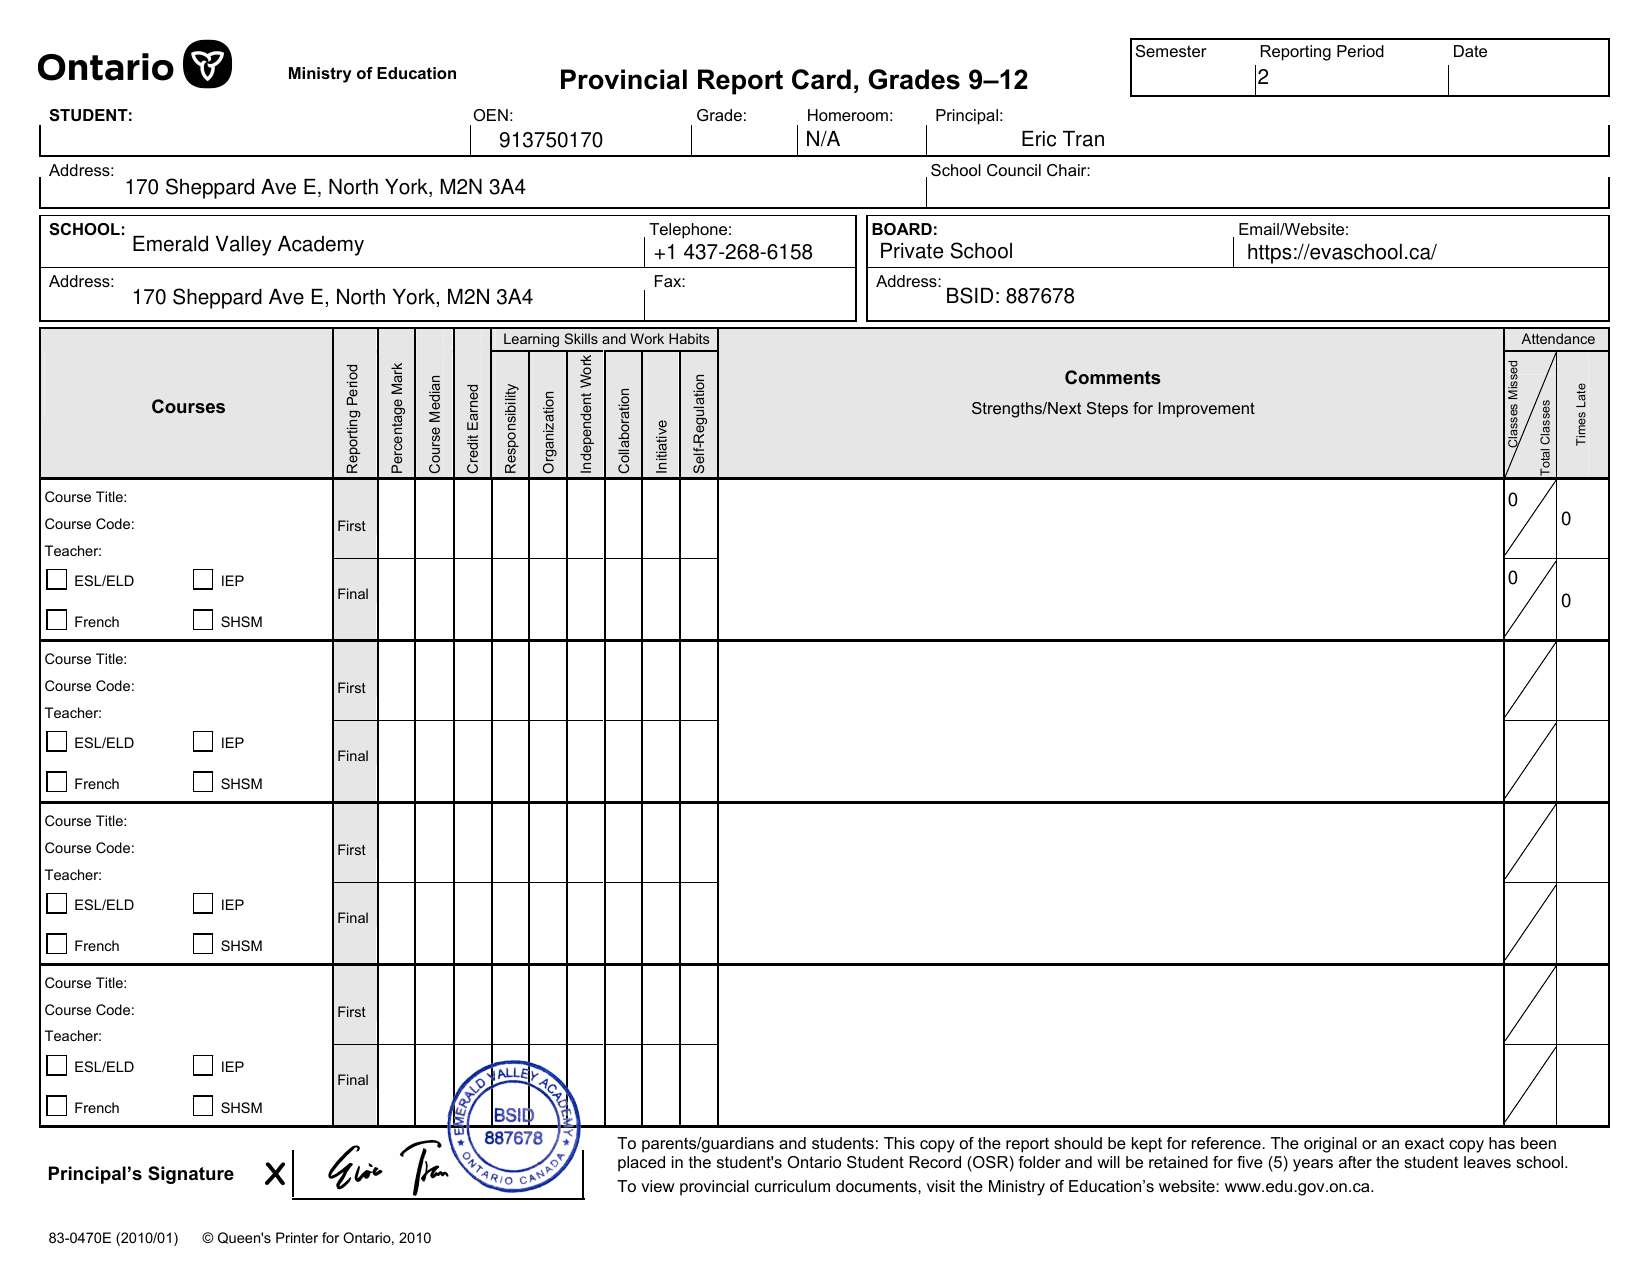 Ontario
Ministry of Education
Provincial Report Card, Grades 9–12
Semester Reporting Period Date
2
STUDENT: OEN: Grade: Homeroom: Principal:
913750170 N/A Eric Tran
Address: School Council Chair:
170 Sheppard Ave E, North York, M2N 3A4
SCHOOL: Telephone: BOARD: Email/Website:
Emerald Valley Academy +1 437-268-6158 Private School https://evaschool.ca/
Address: Fax: Address:
170 Sheppard Ave E, North York, M2N 3A4 BSID: 887678
Courses
Reporting Period
Percentage Mark
Course Median
Credit Earned
Learning Skills and Work Habits
Responsibility
Organization
Independent Work
Collaboration
Initiative
Self-Regulation
Comments
Strengths/Next Steps for Improvement
Attendance
Classes Missed
Total Classes
Times Late
Course Title:
Course Code:
Teacher:
ESL/ELD IEP
French SHSM
First
0
0
Final
0
0
Course Title:
Course Code:
Teacher:
ESL/ELD IEP
French SHSM
First
Final
Course Title:
Course Code:
Teacher:
ESL/ELD IEP
French SHSM
First
Final
Course Title:
Course Code:
Teacher:
ESL/ELD IEP
French SHSM
First
Final
Principal's Signature X Eric Tran
EMERALD VALLEY ACADEMY
BSID
887678
ONTARIO CANADA
To parents/guardians and students: This copy of the report should be kept for reference. The original or an exact copy has been
placed in the student's Ontario Student Record (OSR) folder and will be retained for five (5) years after the student leaves school.
To view provincial curriculum documents, visit the Ministry of Education's website: www.edu.gov.on.ca.
83-0470E (2010/01) © Queen's Printer for Ontario, 2010